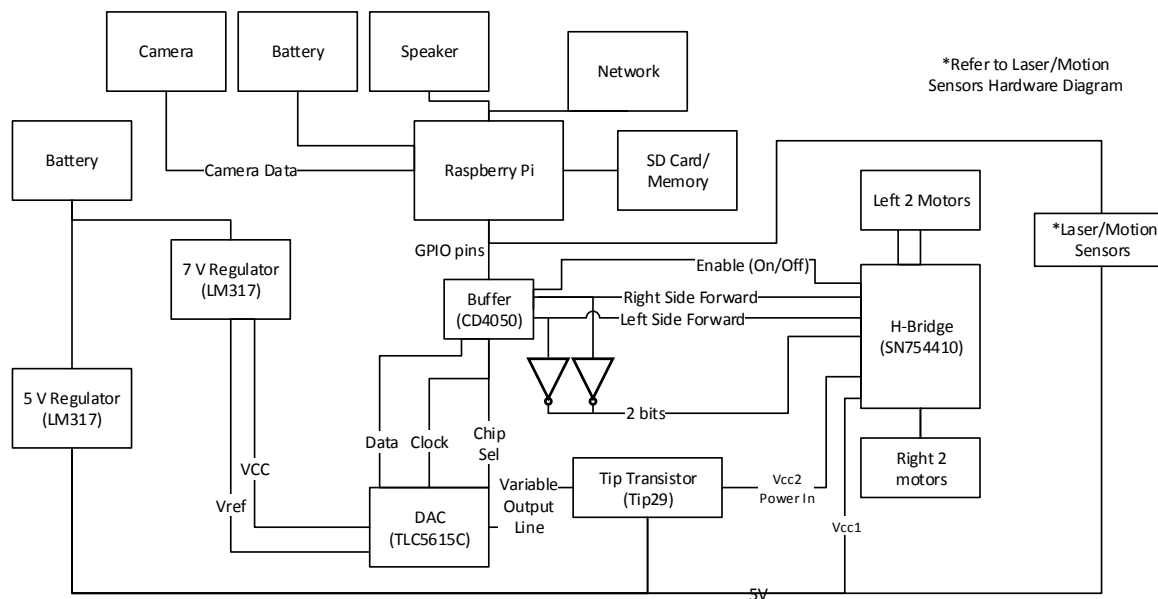 Camera
Battery
Speaker
Network
*Refer to Laser/Motion
Sensors Hardware Diagram
Battery
Camera Data
Raspberry Pi
SD Card/
Memory
Left 2 Motors
*Laser/Motion
Sensors
GPIO pins
7 V Regulator
(LM317)
Buffer
(CD4050)
Enable (On/Off)
Right Side Forward
Left Side Forward
H-Bridge
(SN754410)
5 V Regulator
(LM317)
2 bits
Data
Clock
Chip
Sel
VCC
Vref
DAC
(TLC5615C)
Variable
Output
Line
Tip Transistor
(Tip29)
Vcc2
Power In
Right 2
motors
Vcc1
5V